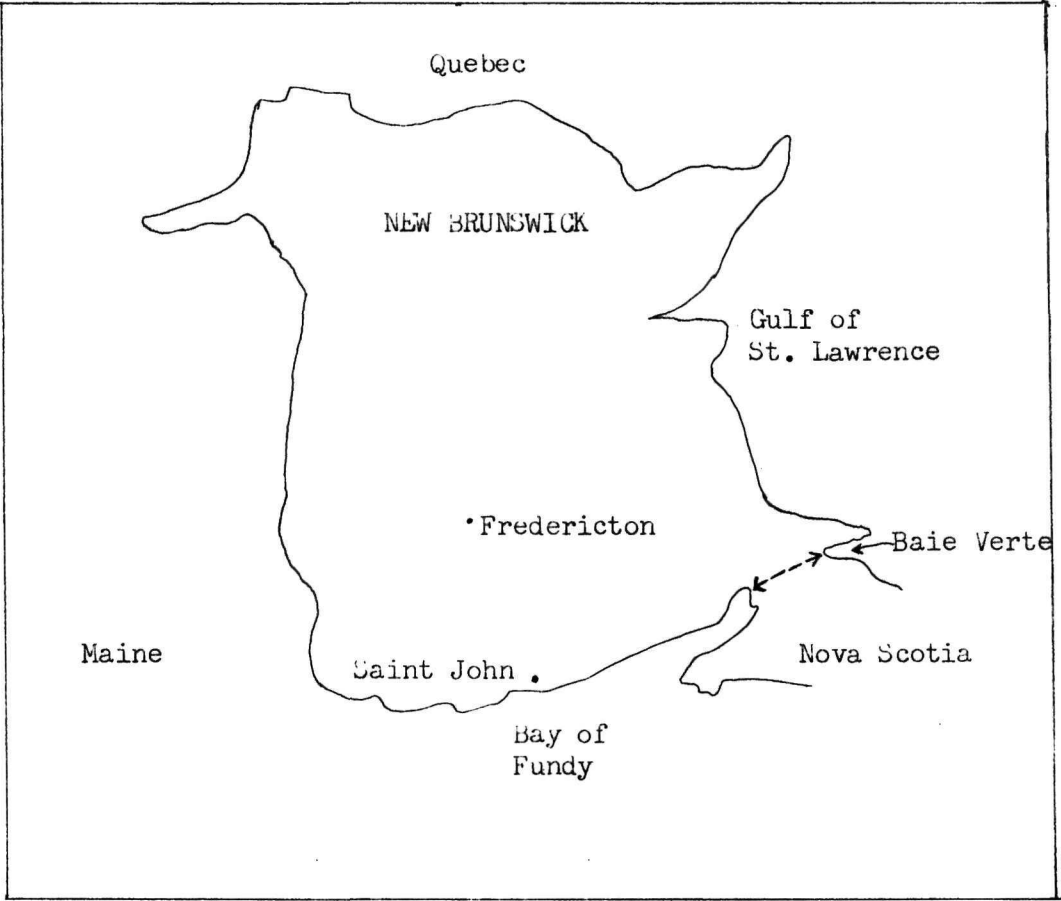 Quebec
NEW BRUNSWICK
Gulf of
St. Lawrence
Fredericton
Baie Verte
Maine
Saint John
Nova Scotia
Bay of
Fundy